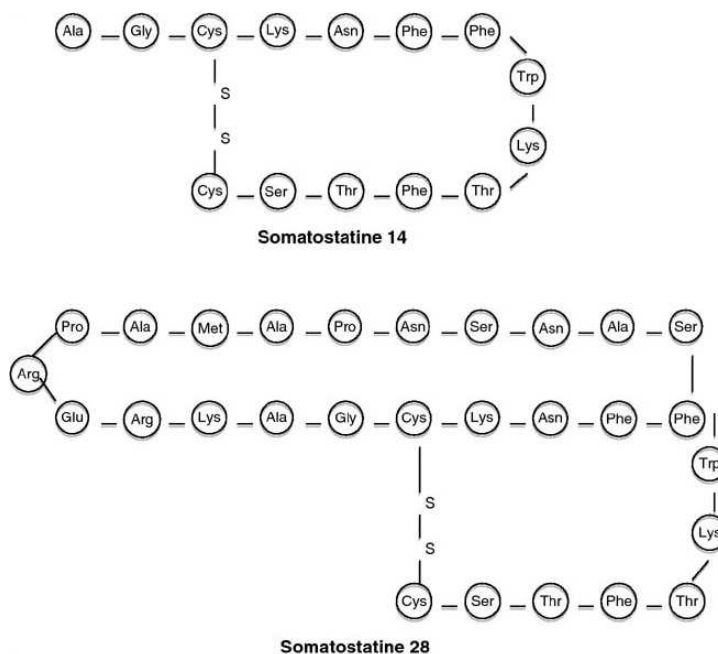 Ala Gly Cys Lys Asn Phe Phe
Trp
S
S
Lys
Cys Ser Thr Phe Thr
Somatostatine 14
Pro Ala Met Ala Pro Asn Ser Asn Ala Ser
Arg
Glu Arg Lys Ala Gly Cys Lys Asn Phe Phe
Trp
S
Lys
S
Cys Ser Thr Phe Thr
Somatostatine 28